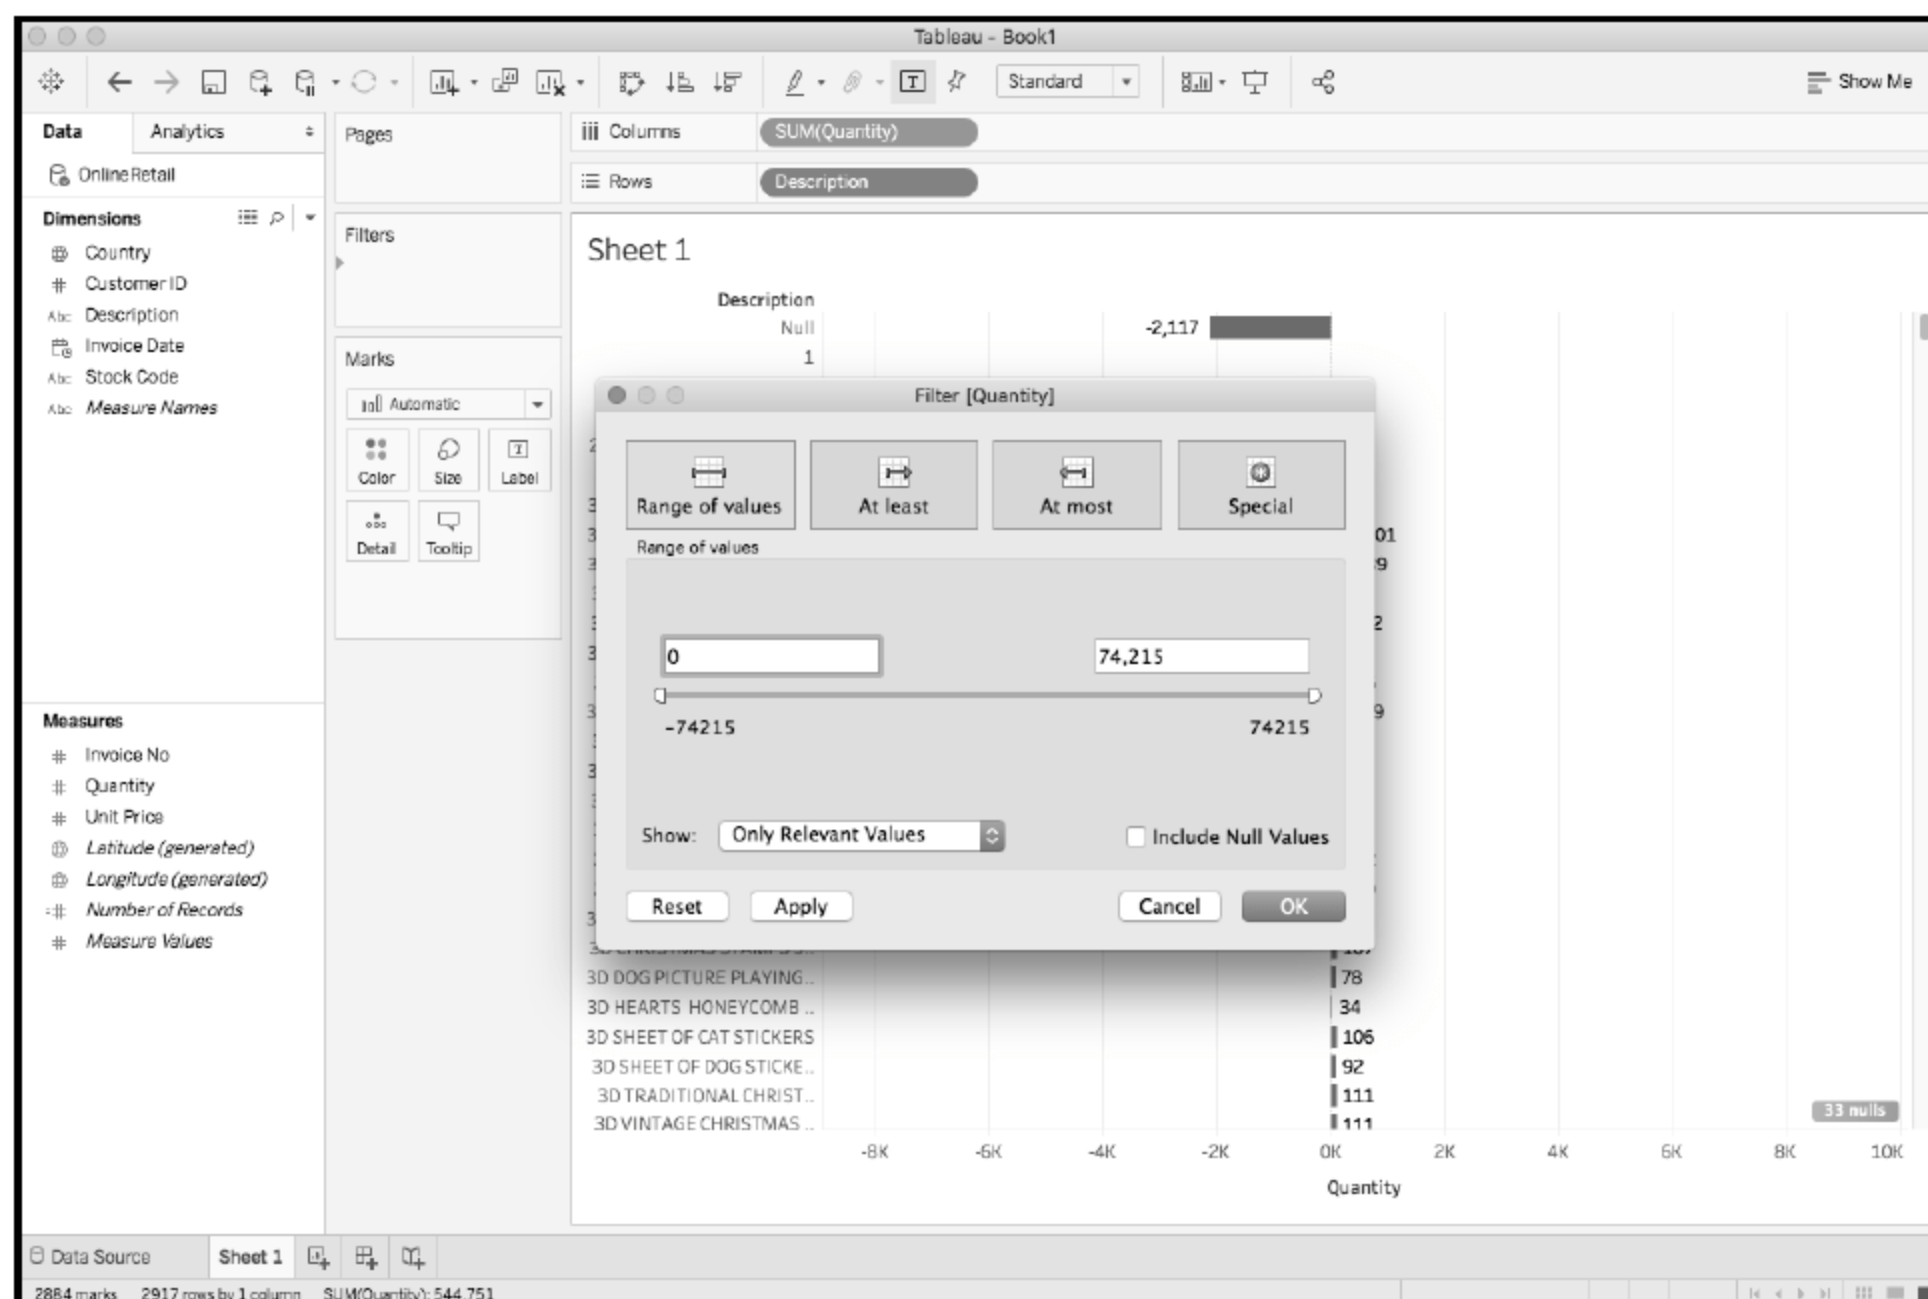 Tableau - Book1
Standard
Show Me
Data
Analytics
Pages
Columns
SUM(Quantity)
OnlineRetail
Rows
Description
Dimensions
Filters
Country
Customer ID
Abc Description
Invoice Date
Abc Stock Code
Abc Measure Names
Marks
Automatic
Color
Size
Label
Detail
Tooltip
Sheet 1
Description
Null
-2,117
1
Filter [Quantity]
Range of values
At least
At most
Special
Range of values
0
74,215
-74215
74215
Show:
Only Relevant Values
Include Null Values
Reset
Apply
Cancel
OK
Measures
Invoice No
Quantity
Unit Price
Latitude (generated)
Longitude (generated)
Number of Records
Measure Values
3D DOG PICTURE PLAYING..
78
3D HEARTS HONEYCOMB ..
34
3D SHEET OF CAT STICKERS
106
3D SHEET OF DOG STICKE..
92
3D TRADITIONAL CHRIST..
111
3D VINTAGE CHRISTMAS ..
111
33 nulls
-8K
-6K
-4K
-2K
0K
2K
4K
6K
8K
10K
Quantity
Data Source
Sheet 1
2884 marks
2917 rows by 1 column
SUM(Quantity): 544,751